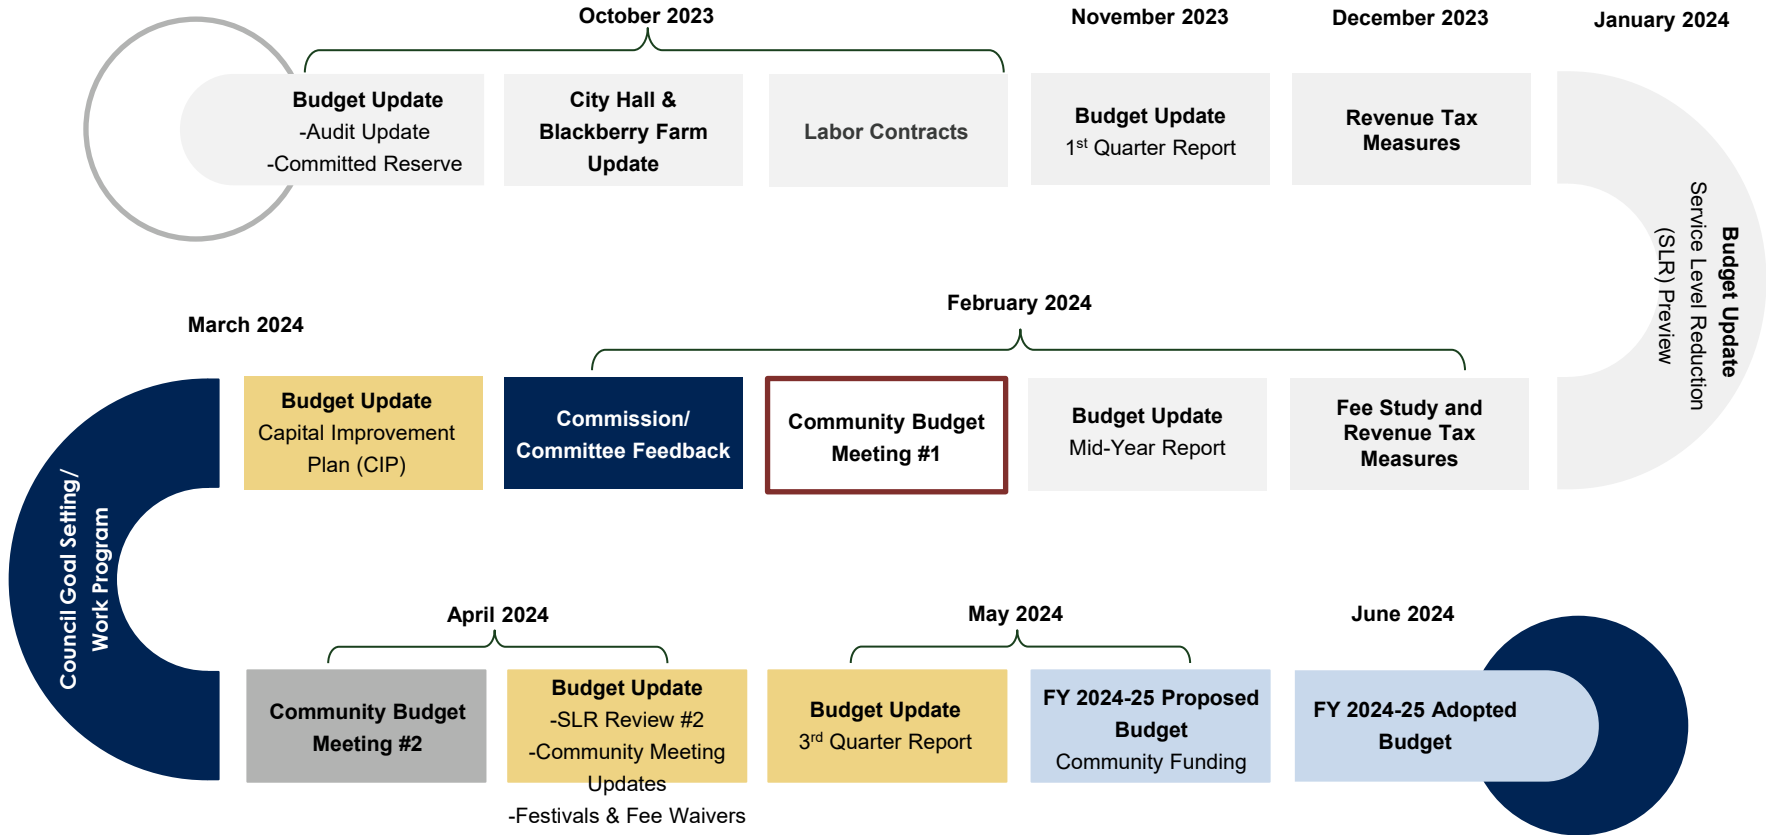 October 2023
November 2023
December 2023
January 2024
Budget Update
-Audit Update
-Committed Reserve
City Hall &
Blackberry Farm
Update
Labor Contracts
Budget Update
1st Quarter Report
Revenue Tax
Measures
Budget Update
Service Level Reduction
(SLR) Preview
February 2024
March 2024
Budget Update
Capital Improvement
Plan (CIP)
Commission/
Committee Feedback
Community Budget
Meeting #1
Budget Update
Mid-Year Report
Fee Study and
Revenue Tax
Measures
Council Goal Setting/
Work Program
April 2024
May 2024
June 2024
Community Budget
Meeting #2
Budget Update
-SLR Review #2
-Community Meeting
Updates
-Festivals & Fee Waivers
Budget Update
3rd Quarter Report
FY 2024-25 Proposed
Budget
Community Funding
FY 2024-25 Adopted
Budget